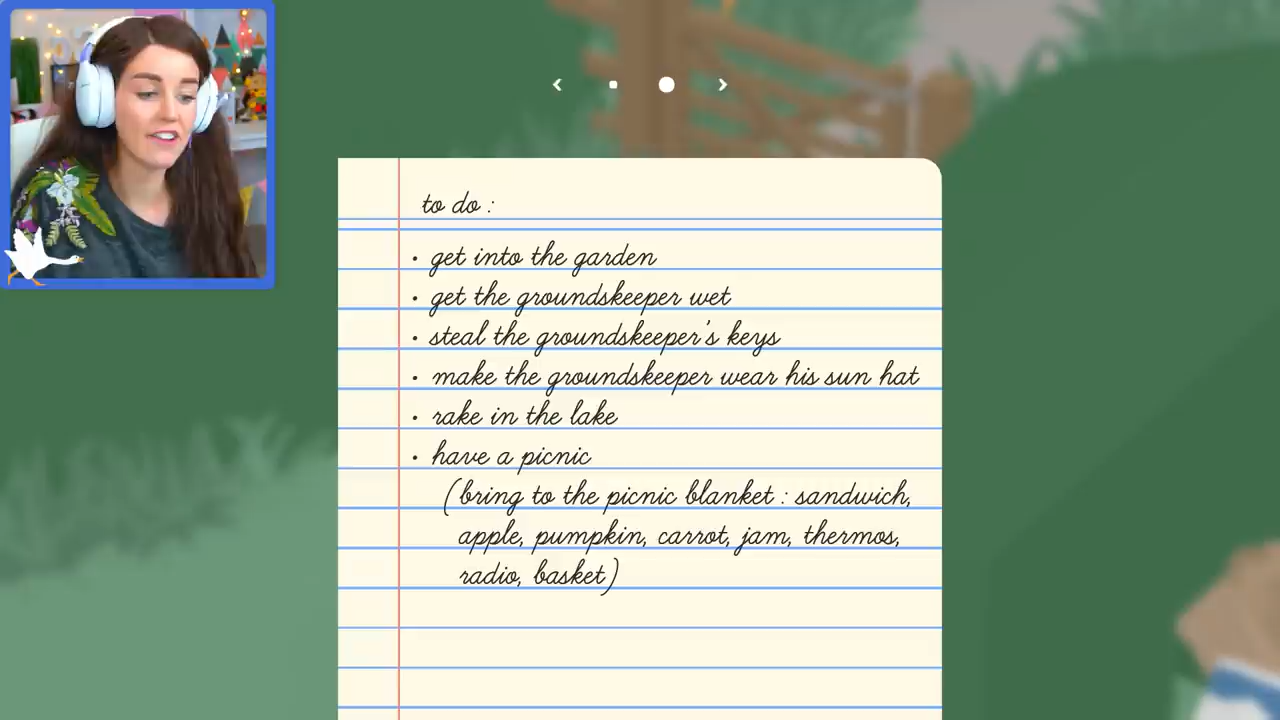 to do :
• get into the garden
• get the groundskeeper wet
• steal the groundskeeper's keys
• make the groundskeeper wear his sun hat
• rake in the lake
• have a picnic
(bring to the picnic blanket : sandwich,
apple, pumpkin, carrot, jam, thermos,
radio, basket)